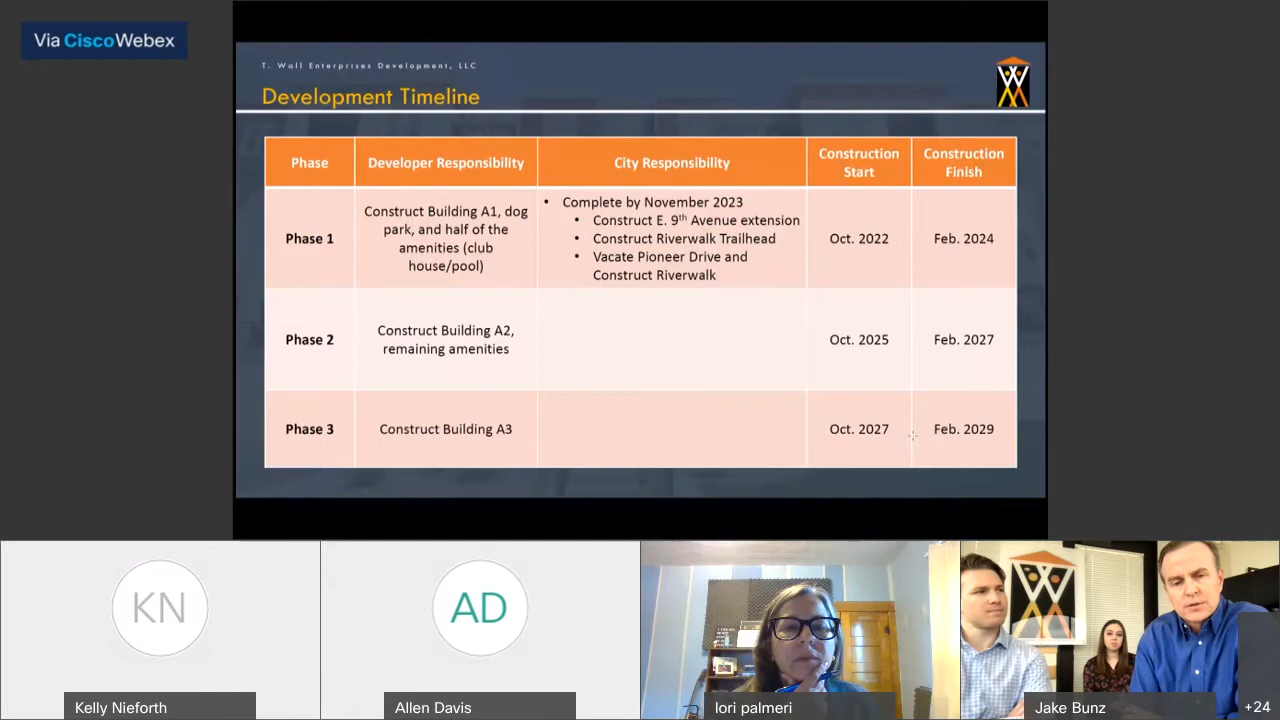 Via Cisco Webex
T. Wall Enterprises Development, LLC
Development Timeline
Phase
Developer Responsibility
City Responsibility
Construction
Start
Construction
Finish
Phase 1
Construct Building A1, dog
park, and half of the
amenities (club
house/pool)
• Complete by November 2023
• Construct E. 9th Avenue extension
• Construct Riverwalk Trailhead
• Vacate Pioneer Drive and
Construct Riverwalk
Oct. 2022
Feb. 2024
Phase 2
Construct Building A2,
remaining amenities
Oct. 2025
Feb. 2027
Phase 3
Construct Building A3
Oct. 2027
Feb. 2029
KN
AD
Kelly Nieforth
Allen Davis
lori palmeri
Jake Bunz
+24